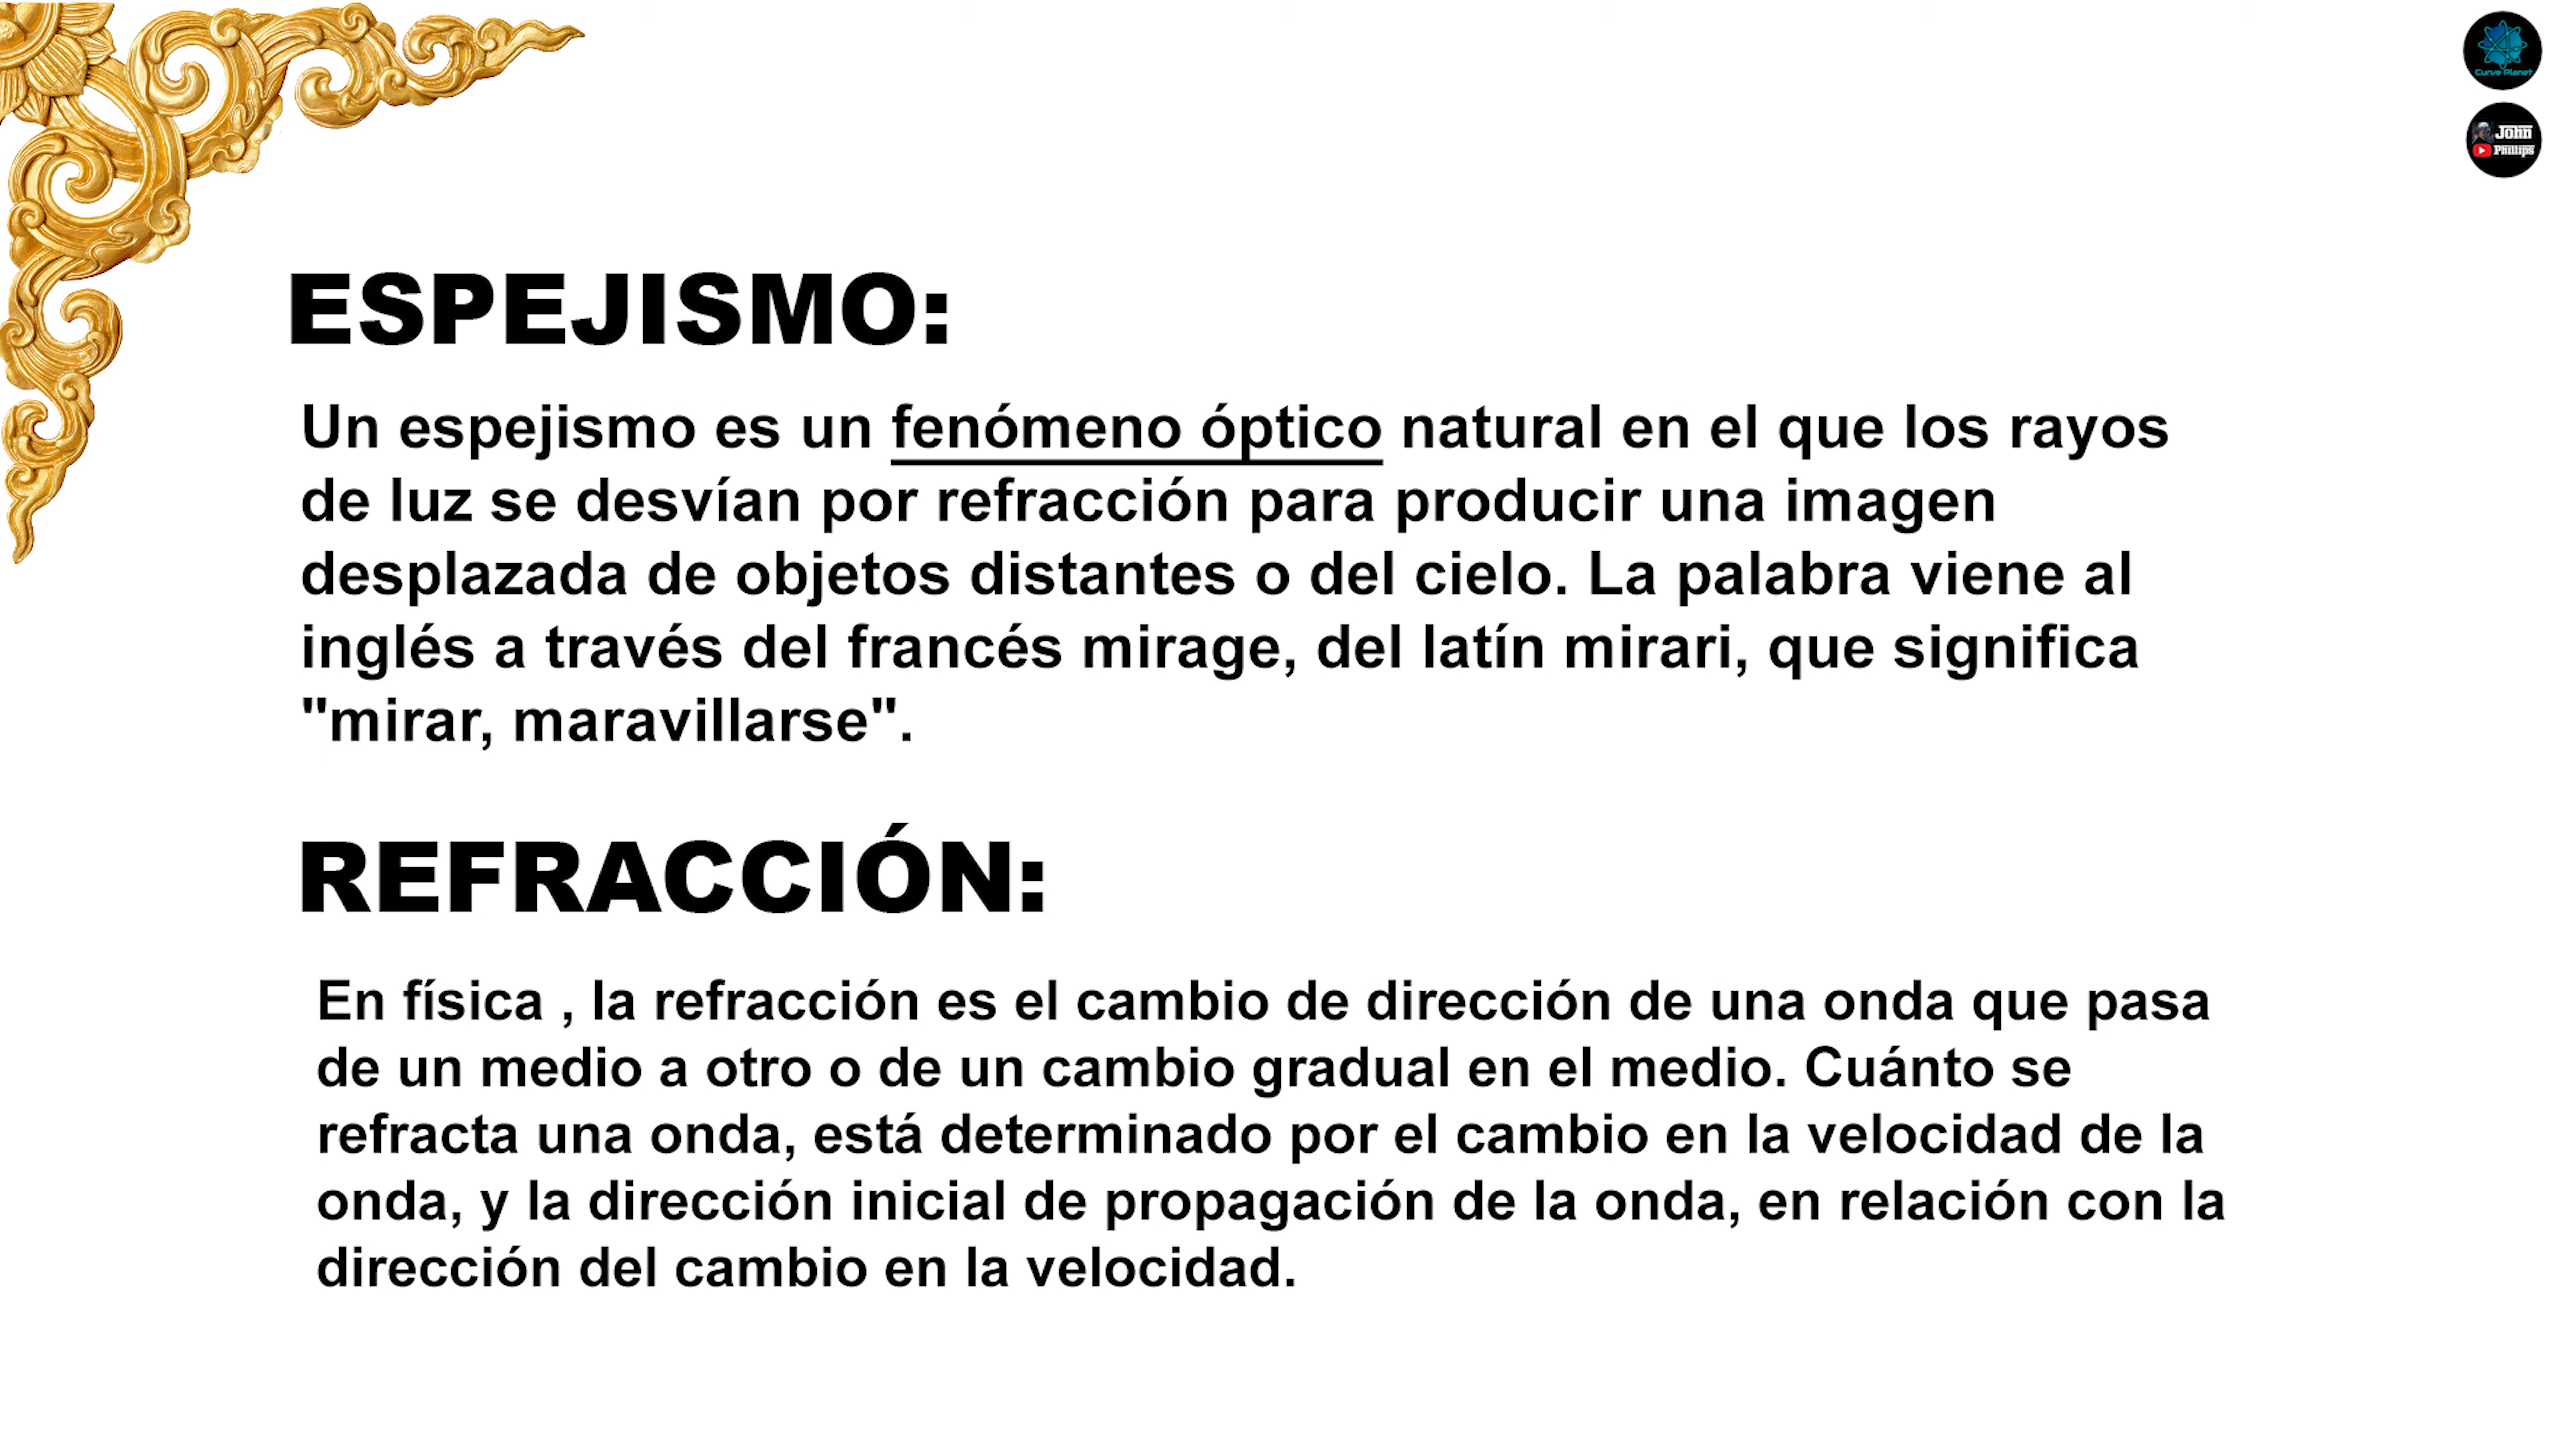 Curve Planet
John
Phillips
ESPEJISMO:
Un espejismo es un fenómeno óptico natural en el que los rayos
de luz se desvían por refracción para producir una imagen
desplazada de objetos distantes o del cielo. La palabra viene al
inglés a través del francés mirage, del latín mirari, que significa
"mirar, maravillarse".
REFRACCIÓN:
En física , la refracción es el cambio de dirección de una onda que pasa
de un medio a otro o de un cambio gradual en el medio. Cuánto se
refracta una onda, está determinado por el cambio en la velocidad de la
onda, y la dirección inicial de propagación de la onda, en relación con la
dirección del cambio en la velocidad.